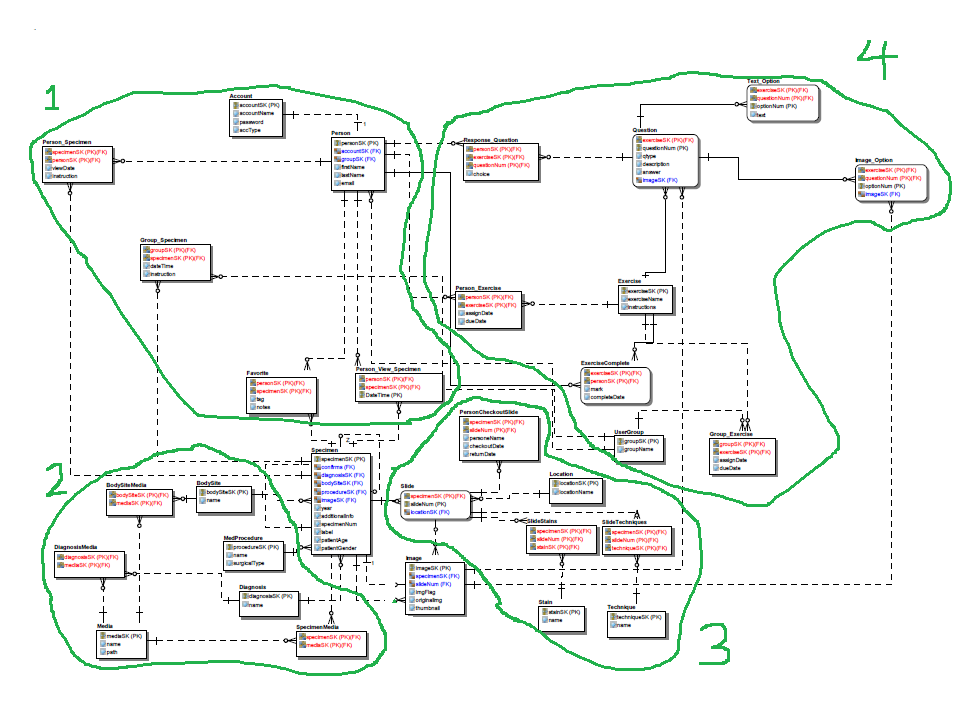 4
1
Text_Option
exerciseSK (PK)(FK)
questionNum (PK)(FK)
optionNum (PK)
text
Account
accountSK (PK)
accountName
password
accType
Person
personSK (PK)
accountSK (FK)
groupSK (FK)
firstName
lastName
email
1
Person_Specimen
specimenSK (PK)(FK)
personSK (PK)(FK)
viewDate
instruction
Response_Question
personSK (PK)(FK)
exerciseSK (PK)(FK)
questionNum (PK)(FK)
choice
Question
exerciseSK (PK)(FK)
questionNum (PK)
qtype
description
answer
imageSK (FK)
Image_Option
exerciseSK (PK)(FK)
questionNum (PK)(FK)
optionNum (PK)
imageSK (FK)
Group_Specimen
groupSK (PK)(FK)
specimenSK (PK)(FK)
dateTime
instruction
Person_Exercise
personSK (PK)(FK)
exerciseSK (PK)(FK)
assignDate
dueDate
Exercise
exerciseSK (PK)
exerciseName
instructions
Favorite
personSK (PK)(FK)
specimenSK (PK)(FK)
tag
notes
Person_View_Specimen
personSK (PK)(FK)
specimenSK (PK)(FK)
DateTime (PK)
ExerciseComplete
exerciseSK (PK)(FK)
personSK (PK)(FK)
mark
completeDate
PersonCheckoutSlide
specimenSK (PK)(FK)
slideNum (PK)(FK)
personeName
checkoutDate
returnDate
UserGroup
groupSK (PK)
groupName
Group_Exercise
groupSK (PK)(FK)
exerciseSK (PK)(FK)
assignDate
dueDate
2
Specimen
specimenSK (PK)
confirms (FK)
diagnosisSK (FK)
bodySiteSK (FK)
procedureSK (FK)
imageSK (FK)
year
additionalInfo
specimenNum
label
patientAge
patientGender
1
BodySiteMedia
bodySiteSK (PK)(FK)
mediaSK (PK)(FK)
BodySite
bodySiteSK (PK)
name
Slide
specimenSK (PK)(FK)
slideNum (PK)
locationSK (FK)
Location
locationSK (PK)
locationName
SlideStains
specimenSK (PK)(FK)
slideNum (PK)(FK)
stainSK (PK)(FK)
SlideTechniques
specimenSK (PK)(FK)
slideNum (PK)(FK)
techniqueSK (PK)(FK)
MedProcedure
procedureSK (PK)
name
surgicalType
DiagnosisMedia
diagnosisSK (PK)(FK)
mediaSK (PK)(FK)
Image
imageSK (PK)
specimenSK (FK)
slideNum (FK)
imgFlag
originalImg
thumbnail
Diagnosis
diagnosisSK (PK)
name
Stain
stainSK (PK)
name
Technique
techniqueSK (PK)
name
Media
mediaSK (PK)
name
path
SpecimenMedia
specimenSK (PK)(FK)
mediaSK (PK)(FK)
3